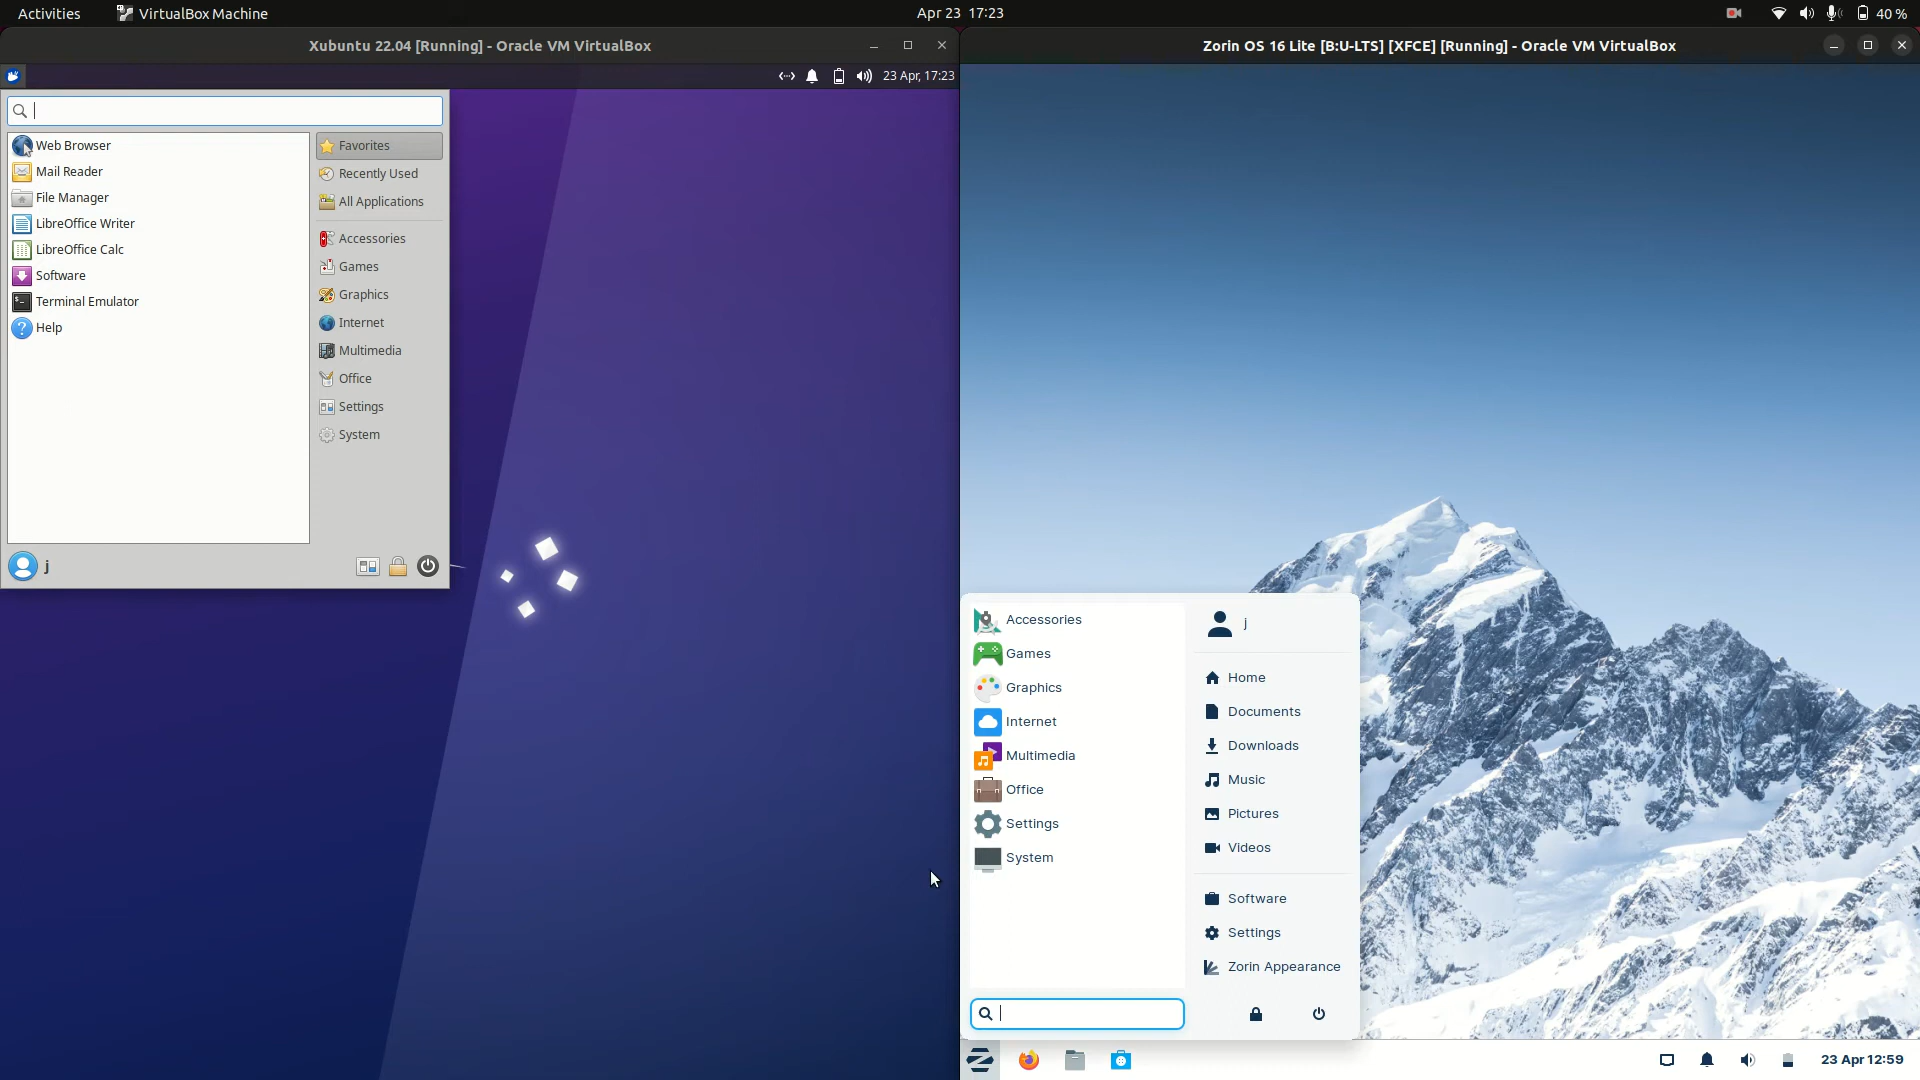 Activities VirtualBox Machine Apr 23 17:23 40 %
Xubuntu 22.04 [Running] - Oracle VM VirtualBox
23 Apr, 17:23
Web Browser
Mail Reader
File Manager
LibreOffice Writer
LibreOffice Calc
Software
Terminal Emulator
Help
Favorites
Recently Used
All Applications
Accessories
Games
Graphics
Internet
Multimedia
Office
Settings
System
j
Zorin OS 16 Lite [B:U-LTS] [XFCE] [Running] - Oracle VM VirtualBox
Accessories
Games
Graphics
Internet
Multimedia
Office
Settings
System
j
Home
Documents
Downloads
Music
Pictures
Videos
Software
Settings
Zorin Appearance
23 Apr 12:59